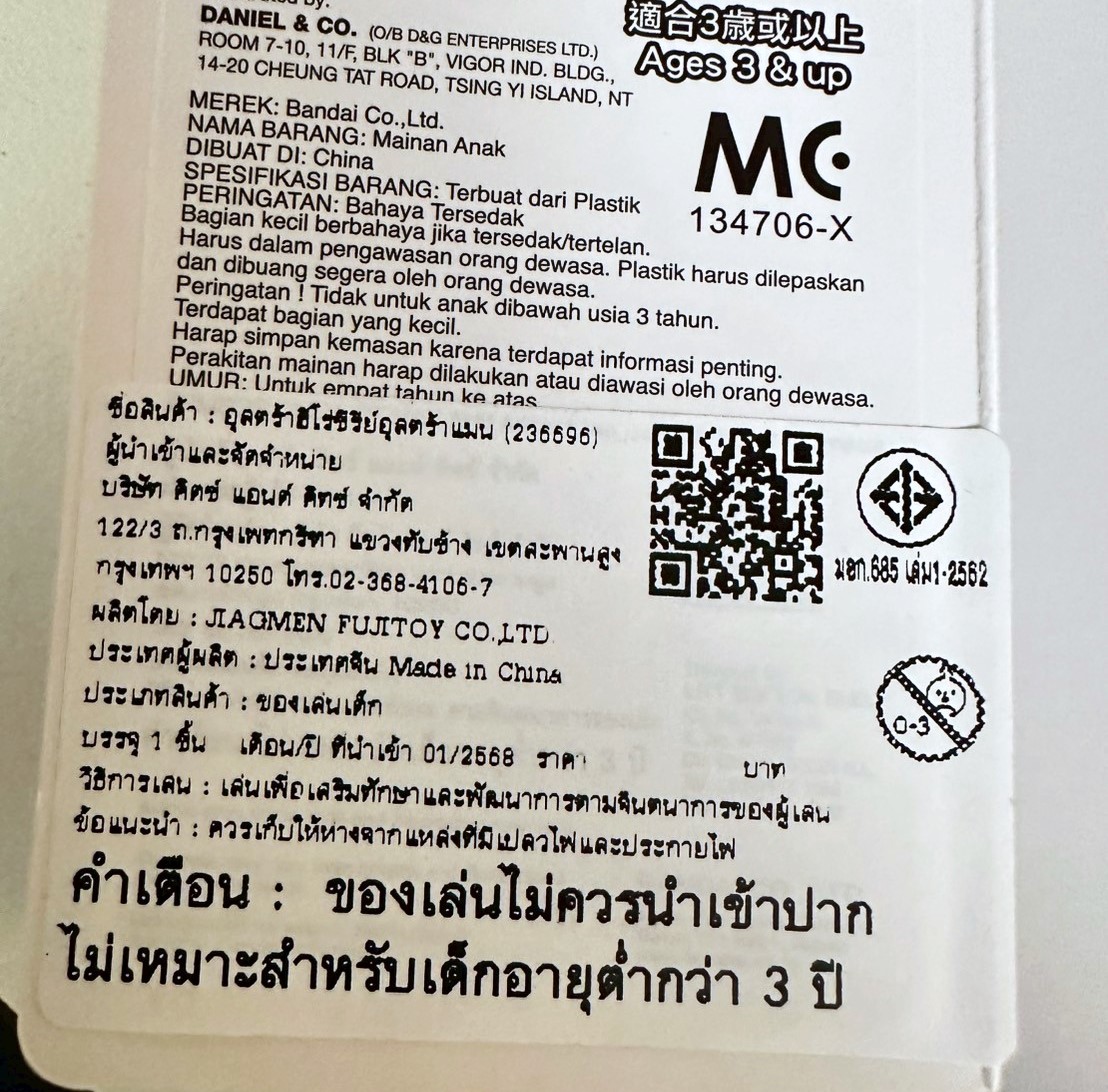 DANIEL & CO. (O/B D&G ENTERPRISES LTD.)
ROOM 7-10, 11/F, BLK "B", VIGOR IND. BLDG.,
14-20 CHEUNG TAT ROAD, TSING YI ISLAND, NT
適合3歲或以上
Ages 3 & up
MC
134706-X
MEREK: Bandai Co.,Ltd.
NAMA BARANG: Mainan Anak
DIBUAT DI: China
SPESIFIKASI BARANG: Terbuat dari Plastik
PERINGATAN: Bahaya Tersedak
Bagian kecil berbahaya jika tersedak/tertelan.
Harus dalam pengawasan orang dewasa. Plastik harus dilepaskan
dan dibuang segera oleh orang dewasa.
Peringatan ! Tidak untuk anak dibawah usia 3 tahun.
Terdapat bagian yang kecil.
Harap simpan kemasan karena terdapat informasi penting.
Perakitan mainan harap dilakukan atau diawasi oleh orang dewasa.
UMUR: Untuk empat tahun ke atas
ชื่อสินค้า : อุลตร้าฮีโร่ซีรีย์อุลตร้าแมน (236696)
ผู้นำเข้าและจัดจำหน่าย
บริษัท คิตซ์ แอนด์ คิตซ์ จำกัด
122/3 ถ.กรุงเทพกรีฑา แขวงทับช้าง เขตสะพานสูง
กรุงเทพฯ 10250 โทร.02-368-4106-7
ผลิตโดย : JIAGMEN FUJITOY CO.,LTD
ประเทศผู้ผลิต : ประเทศจีน Made in China
ประเภทสินค้า : ของเล่นเด็ก
บรรจุ 1 ชิ้น เดือน/ปี ที่นำเข้า 01/2568 ราคา บาท
วิธีการเล่น : เล่นเพื่อเสริมทักษาและพัฒนาการตามจินตนาการของผู้เล่น
ข้อแนะนำ : ควรเก็บให้ห่างจากแหล่งที่มีเปลวไฟและประกายไฟ
คำเตือน : ของเล่นไม่ควรนำเข้าปาก
ไม่เหมาะสำหรับเด็กอายุต่ำกว่า 3 ปี
มอก.685 เล่ม1-2562
0-3